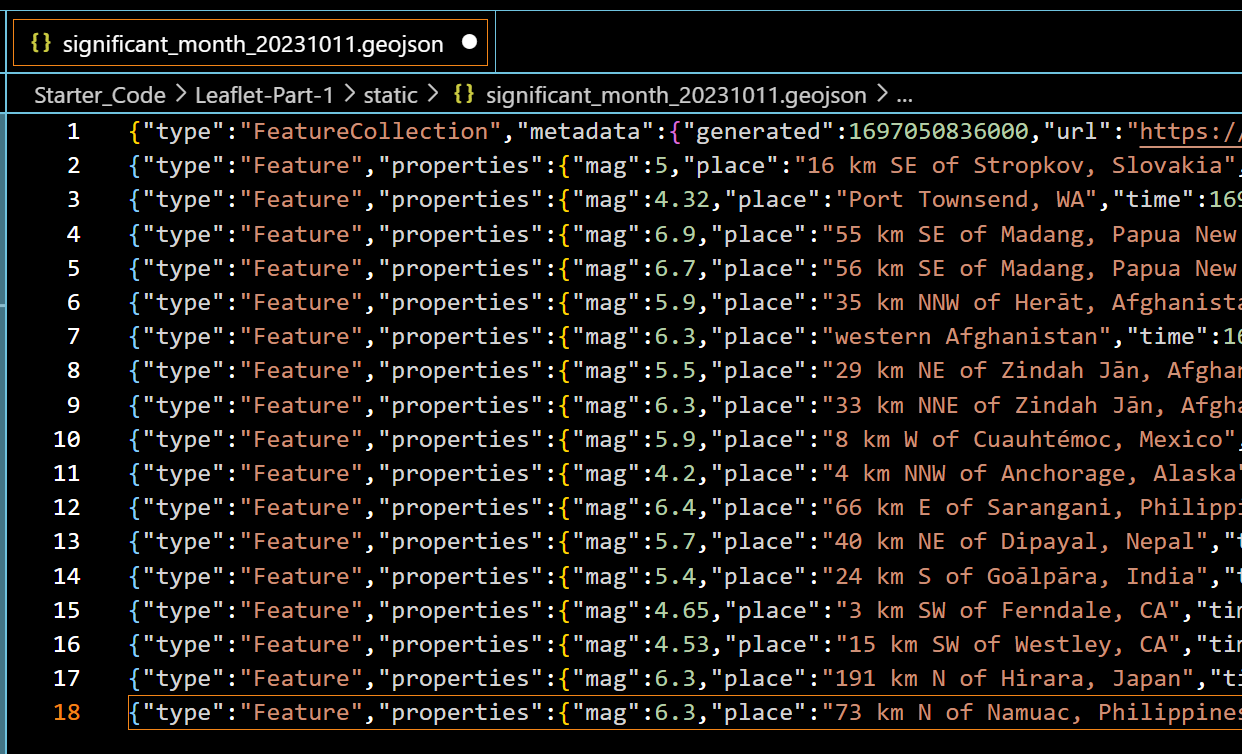 {} significant_month_20231011.geojson ●
Starter_Code > Leaflet-Part-1 > static > {} significant_month_20231011.geojson > ...
1 {"type":"FeatureCollection","metadata":{"generated":1697050836000,"url":"https:/
2 {"type":"Feature","properties":{"mag":5,"place":"16 km SE of Stropkov, Slovakia",
3 {"type":"Feature","properties":{"mag":4.32,"place":"Port Townsend, WA","time":169
4 {"type":"Feature","properties":{"mag":6.9,"place":"55 km SE of Madang, Papua New
5 {"type":"Feature","properties":{"mag":6.7,"place":"56 km SE of Madang, Papua New
6 {"type":"Feature","properties":{"mag":5.9,"place":"35 km NNW of Herāt, Afghanista
7 {"type":"Feature","properties":{"mag":6.3,"place":"western Afghanistan","time":16
8 {"type":"Feature","properties":{"mag":5.5,"place":"29 km NE of Zindah Jān, Afghan
9 {"type":"Feature","properties":{"mag":6.3,"place":"33 km NNE of Zindah Jān, Afgha
10 {"type":"Feature","properties":{"mag":5.9,"place":"8 km W of Cuauhtémoc, Mexico",
11 {"type":"Feature","properties":{"mag":4.2,"place":"4 km NNW of Anchorage, Alaska"
12 {"type":"Feature","properties":{"mag":6.4,"place":"66 km E of Sarangani, Philippi
13 {"type":"Feature","properties":{"mag":5.7,"place":"40 km NE of Dipayal, Nepal","t
14 {"type":"Feature","properties":{"mag":5.4,"place":"24 km S of Goālpāra, India","t
15 {"type":"Feature","properties":{"mag":4.65,"place":"3 km SW of Ferndale, CA","tim
16 {"type":"Feature","properties":{"mag":4.53,"place":"15 km SW of Westley, CA","tim
17 {"type":"Feature","properties":{"mag":6.3,"place":"191 km N of Hirara, Japan","ti
18 {"type":"Feature","properties":{"mag":6.3,"place":"73 km N of Namuac, Philippines